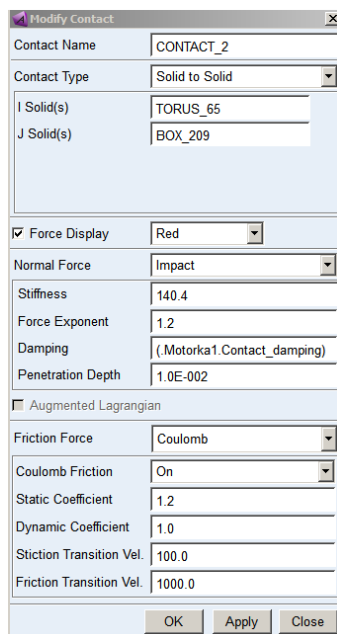 Modify Contact
Contact Name CONTACT_2
Contact Type Solid to Solid
I Solid(s) TORUS_65
J Solid(s) BOX_209
Force Display Red
Normal Force Impact
Stiffness 140.4
Force Exponent 1.2
Damping (.Motorka1.Contact_damping)
Penetration Depth 1.0E-002
Augmented Lagrangian
Friction Force Coulomb
Coulomb Friction On
Static Coefficient 1.2
Dynamic Coefficient 1.0
Stiction Transition Vel. 100.0
Friction Transition Vel. 1000.0
OK Apply Close